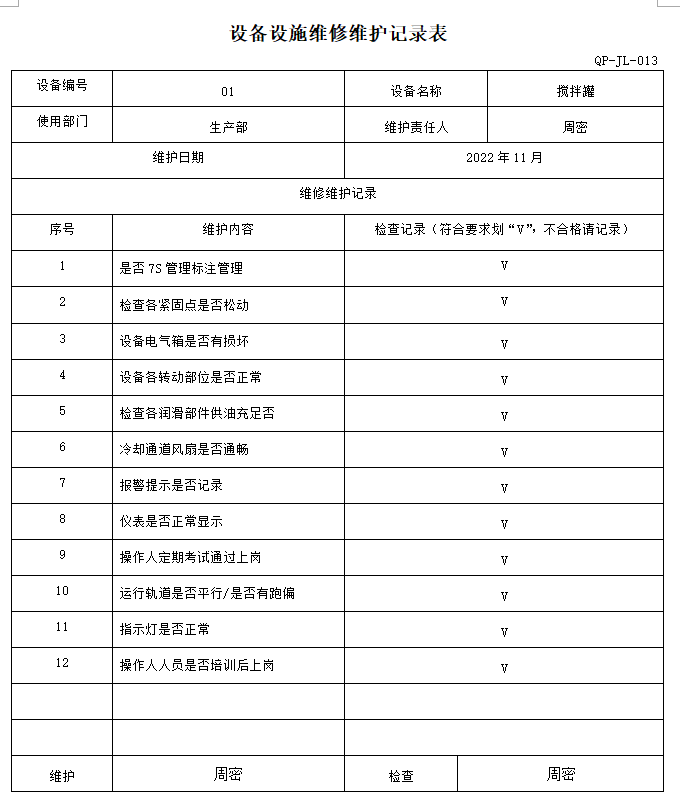 设备设施维修维护记录表
QP-JL-013
设备编号 01 设备名称 搅拌罐
使用部门 生产部 维护责任人 周密
维护日期 2022年11月
维修维护记录
序号 维护内容 检查记录（符合要求划“V”，不合格请记录）
1 是否7S管理标注管理 V
2 检查各紧固点是否松动 V
3 设备电气箱是否有损坏 V
4 设备各转动部位是否正常 V
5 检查各润滑部件供油充足否 V
6 冷却通道风扇是否通畅 V
7 报警提示是否记录 V
8 仪表是否正常显示 V
9 操作人定期考试通过上岗 V
10 运行轨道是否平行/是否有跑偏 V
11 指示灯是否正常 V
12 操作人人员是否培训后上岗 V
维护 周密 检查 周密